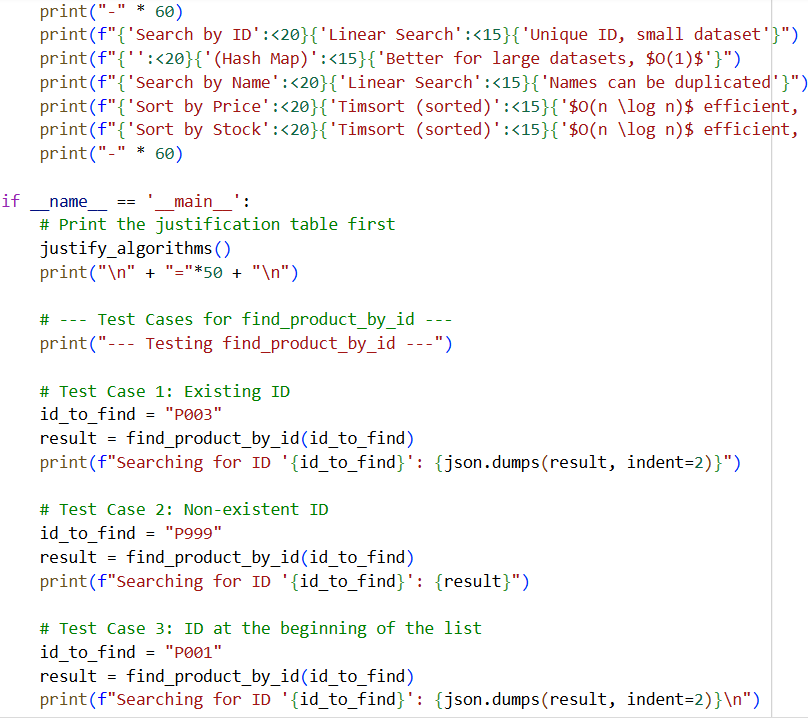 print("-" * 60)
    print(f"{'Search by ID':<20}{'Linear Search':<15}{'Unique ID, small dataset'}")
    print(f"{'':<20}{'(Hash Map)':<15}{'Better for large datasets, $O(1)$'}")
    print(f"{'Search by Name':<20}{'Linear Search':<15}{'Names can be duplicated'}")
    print(f"{'Sort by Price':<20}{'Timsort (sorted)':<15}{'$O(n \log n)$ efficient,
    print(f"{'Sort by Stock':<20}{'Timsort (sorted)':<15}{'$O(n \log n)$ efficient,
    print("-" * 60)

if __name__ == '__main__':
    # Print the justification table first
    justify_algorithms()
    print("\n" + "="*50 + "\n")

    # --- Test Cases for find_product_by_id ---
    print("--- Testing find_product_by_id ---")

    # Test Case 1: Existing ID
    id_to_find = "P003"
    result = find_product_by_id(id_to_find)
    print(f"Searching for ID '{id_to_find}': {json.dumps(result, indent=2)}")

    # Test Case 2: Non-existent ID
    id_to_find = "P999"
    result = find_product_by_id(id_to_find)
    print(f"Searching for ID '{id_to_find}': {result}")

    # Test Case 3: ID at the beginning of the list
    id_to_find = "P001"
    result = find_product_by_id(id_to_find)
    print(f"Searching for ID '{id_to_find}': {json.dumps(result, indent=2)}\n")